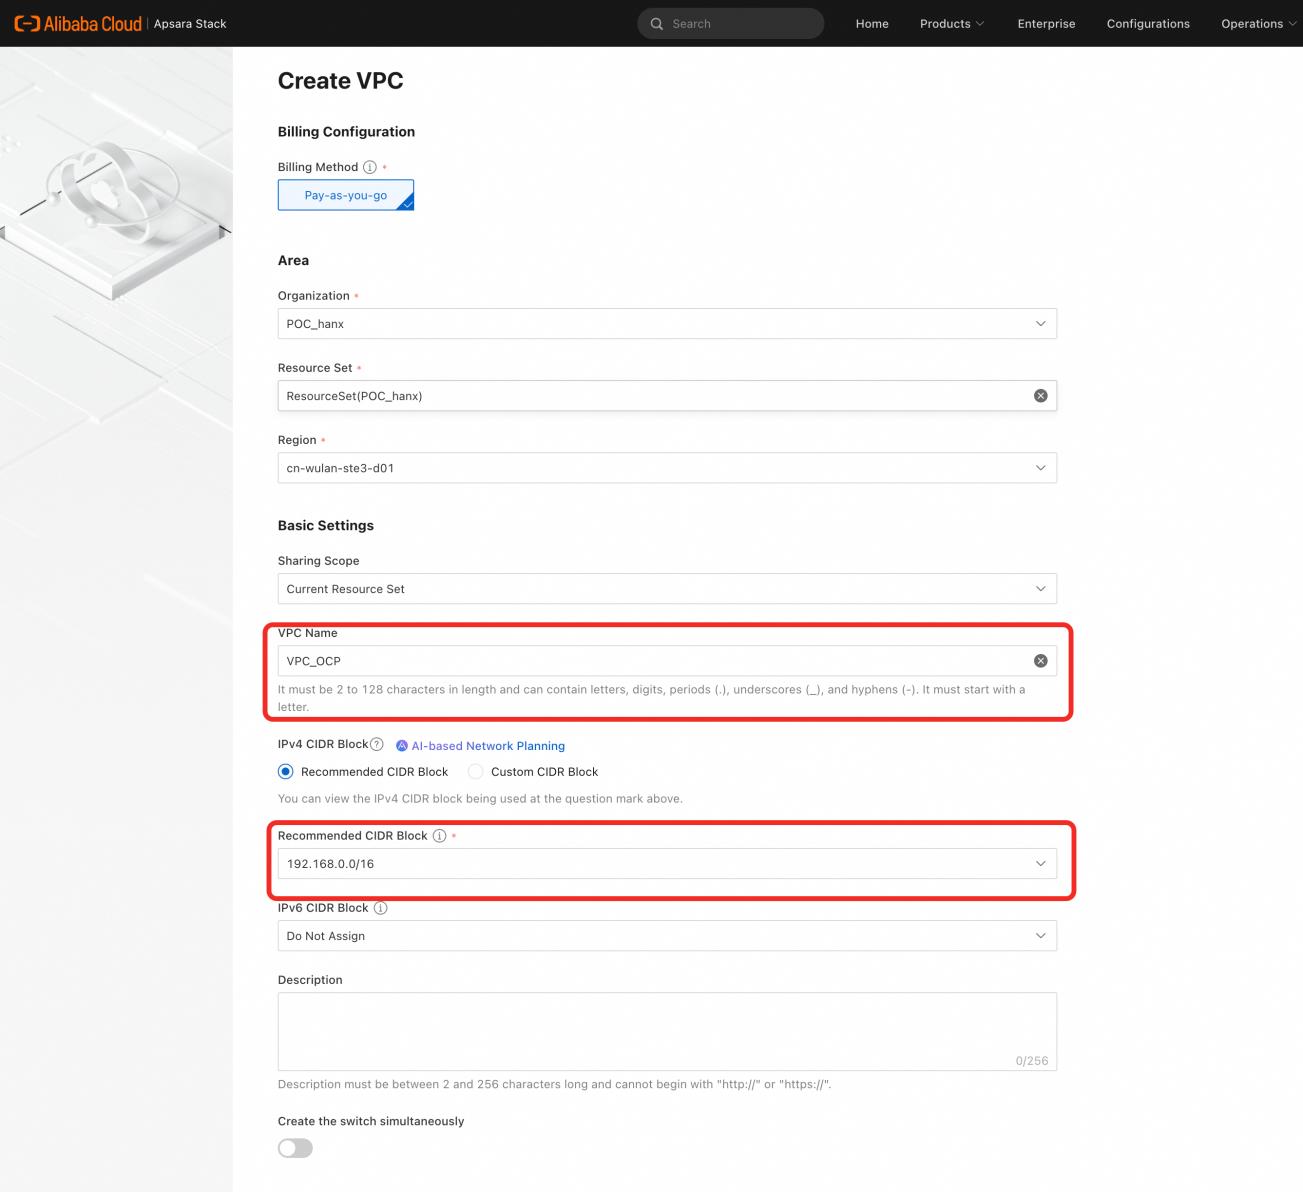 Alibaba Cloud | Apsara Stack
Search
Home
Products
Enterprise
Configurations
Operations
Create VPC
Billing Configuration
Billing Method *
Pay-as-you-go
Area
Organization *
POC_hanx
Resource Set *
ResourceSet(POC_hanx)
Region *
cn-wulan-ste3-d01
Basic Settings
Sharing Scope
Current Resource Set
VPC Name
VPC_OCP
It must be 2 to 128 characters in length and can contain letters, digits, periods (.), underscores (_), and hyphens (-). It must start with a
letter.
IPv4 CIDR Block AI-based Network Planning
Recommended CIDR Block Custom CIDR Block
You can view the IPv4 CIDR block being used at the question mark above.
Recommended CIDR Block *
192.168.0.0/16
IPv6 CIDR Block
Do Not Assign
Description
0/256
Description must be between 2 and 256 characters long and cannot begin with "http://" or "https://".
Create the switch simultaneously